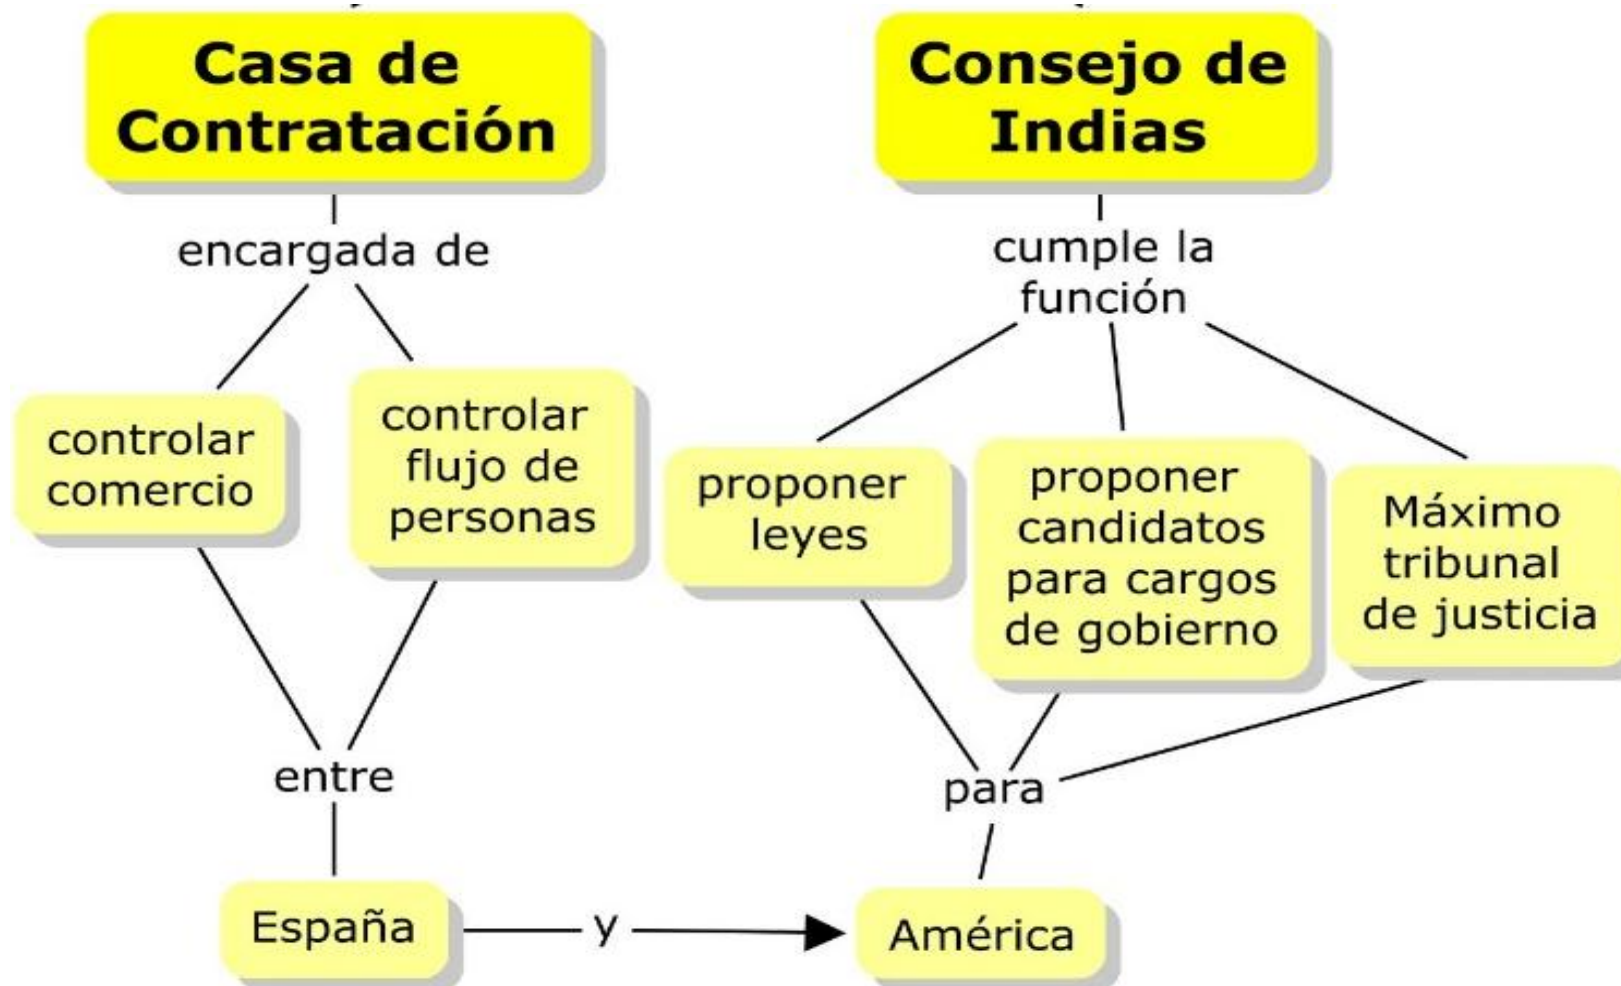 Casa de
Contratación
encargada de
controlar
comercio
controlar
flujo de
personas
entre
España
y
Consejo de
Indias
cumple la
función
proponer
leyes
proponer
candidatos
para cargos
de gobierno
Máximo
tribunal
de justicia
para
América